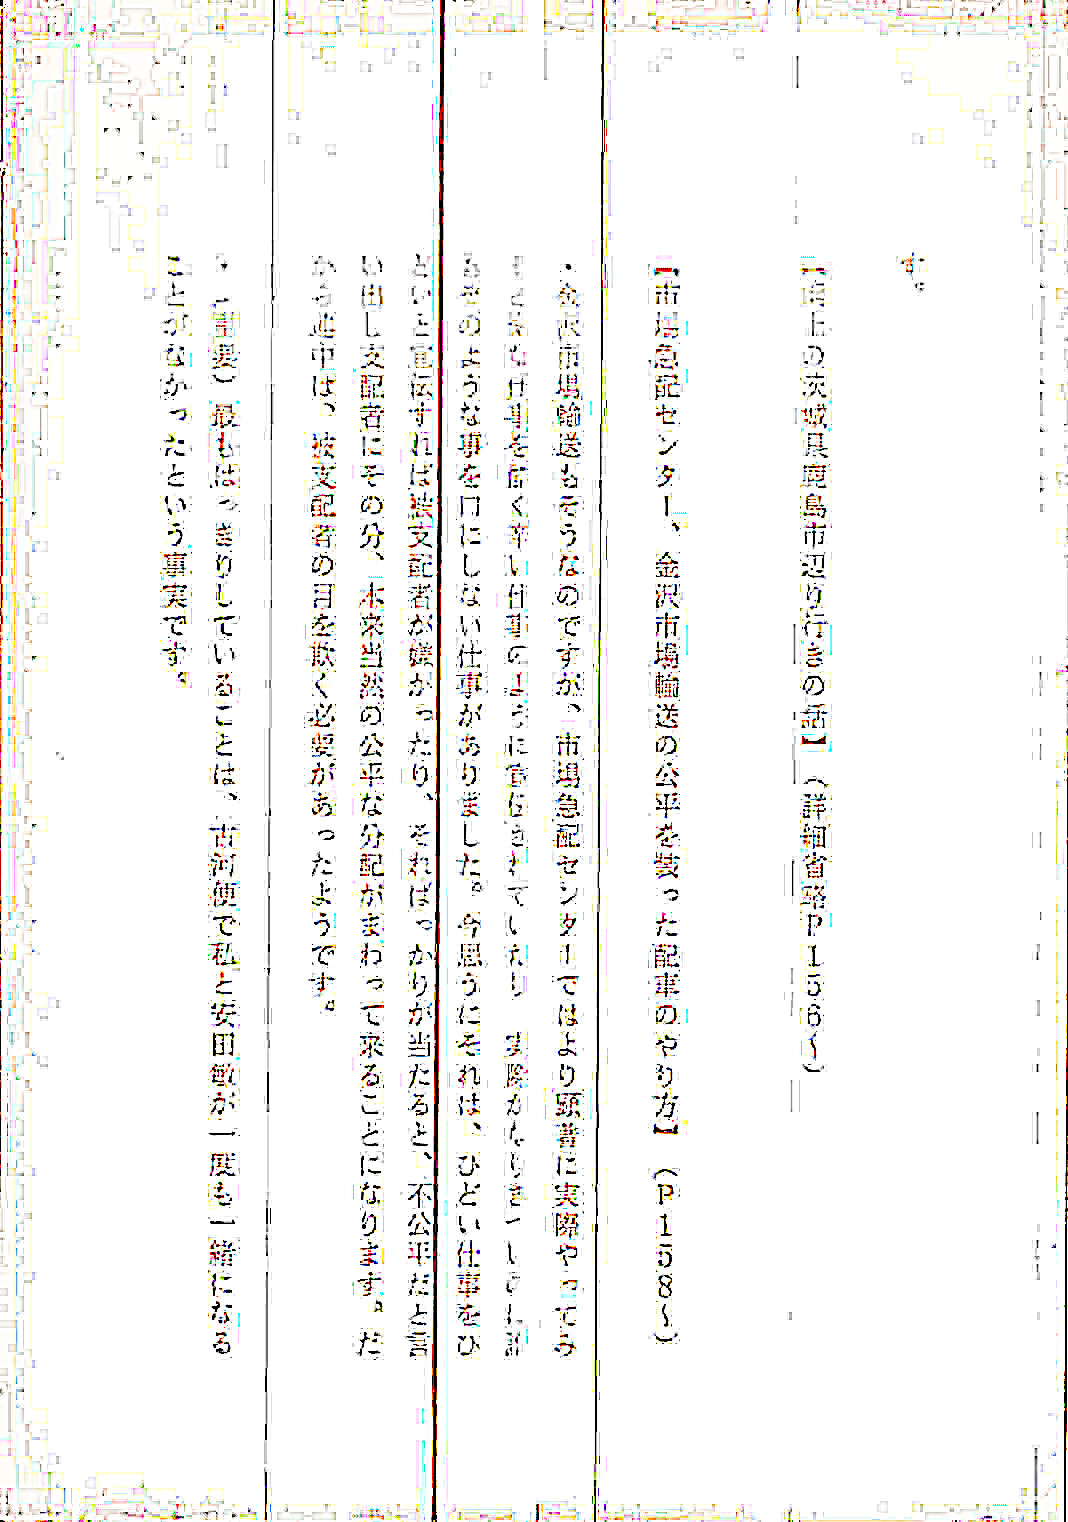 す。
【同上の茨城県鹿島市辺り行きの話】（詳細省略P156～）
【市場急配センター、金沢市場輸送の公平を装った配車のやり方】（P158～）
・金沢市場輸送もそうなのですが、市場急配センターではより顕著に実際やってみ
な仕事を 辛い仕事のように宣伝されていたり 実際かなりきつい
もそのような事を口にしない仕事がありました。今思うにそれは、ひどい仕事をひ
どいと宣伝すれば被支配者が嫌がったり、そればっかりが当たると、不公平だと言
い出し支配者にその分、本来当然の公平な分配がまわって来ることになります。だ
から連中は、被支配者の目を欺く必要があったようです。
重要）最もはっきりしていることは、古河便で私と安田敏が一度も一緒になる
ことがなかったという事実です。